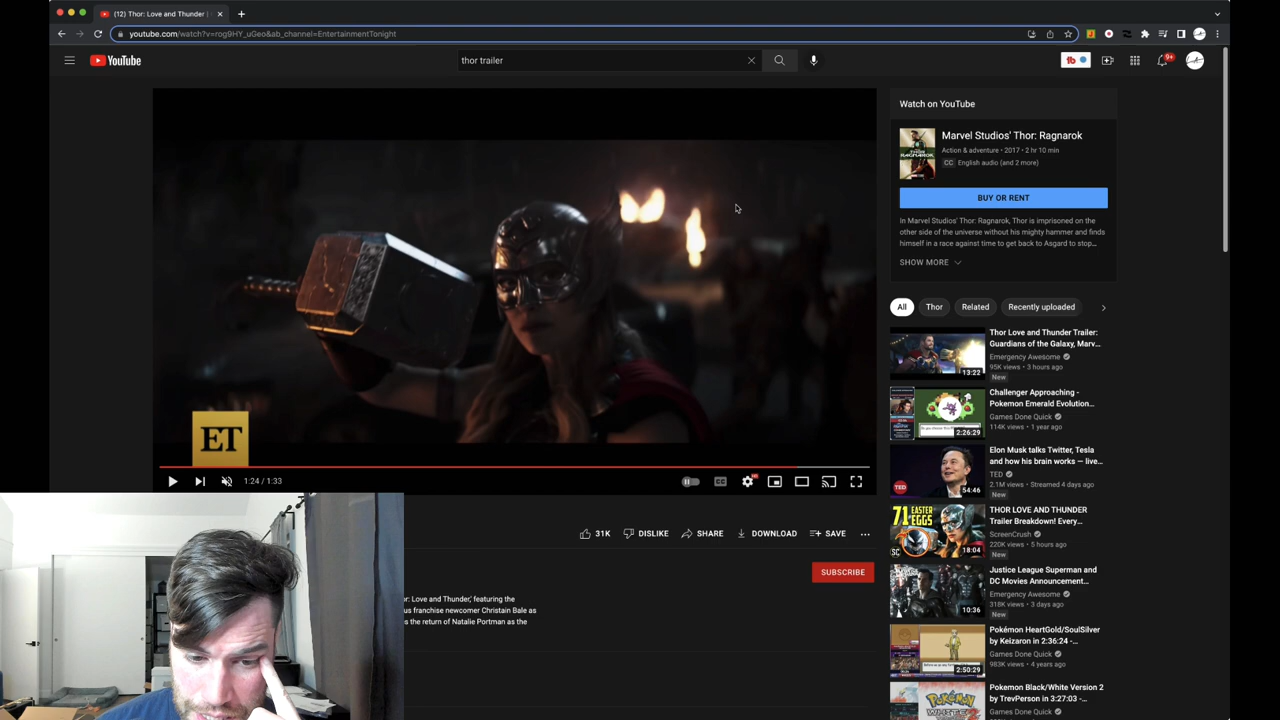 (12) Thor: Love and Thunder |
youtube.com/watch?v=rog9HY_uGeo&ab_channel=EntertainmentTonight
YouTube
thor trailer
9+
Watch on YouTube
Marvel Studios' Thor: Ragnarok
Action & adventure • 2017 • 2 hr 10 min
CC English audio (and 2 more)
BUY OR RENT
In Marvel Studios' Thor: Ragnarok, Thor is imprisoned on the
other side of the universe without his mighty hammer and finds
himself in a race against time to get back to Asgard to stop...
SHOW MORE
ET
1:24 / 1:33
31K DISLIKE SHARE DOWNLOAD SAVE
SUBSCRIBE
or: Love and Thunder,' featuring the
us franchise newcomer Christain Bale as
s the return of Natalie Portman as the
All Thor Related Recently uploaded
Thor Love and Thunder Trailer:
Guardians of the Galaxy, Marv...
Emergency Awesome
95K views • 3 hours ago
New
13:22
Challenger Approaching -
Pokemon Emerald Evolution...
Games Done Quick
114K views • 1 year ago
2:26:29
Elon Musk talks Twitter, Tesla
and how his brain works — live...
TED
2.1M views • Streamed 4 days ago
New
TED
54:46
THOR LOVE AND THUNDER
Trailer Breakdown! Every...
ScreenCrush
220K views • 5 hours ago
New
71 EASTER
EGGS
18:04
Justice League Superman and
DC Movies Announcement...
Emergency Awesome
318K views • 3 days ago
New
10:36
Pokémon HeartGold/SoulSilver
by Keizaron in 2:36:24 -...
Games Done Quick
983K views • 4 years ago
2:50:29
Pokemon Black/White Version 2
by TrevPerson in 3:27:03 -...
Games Done Quick